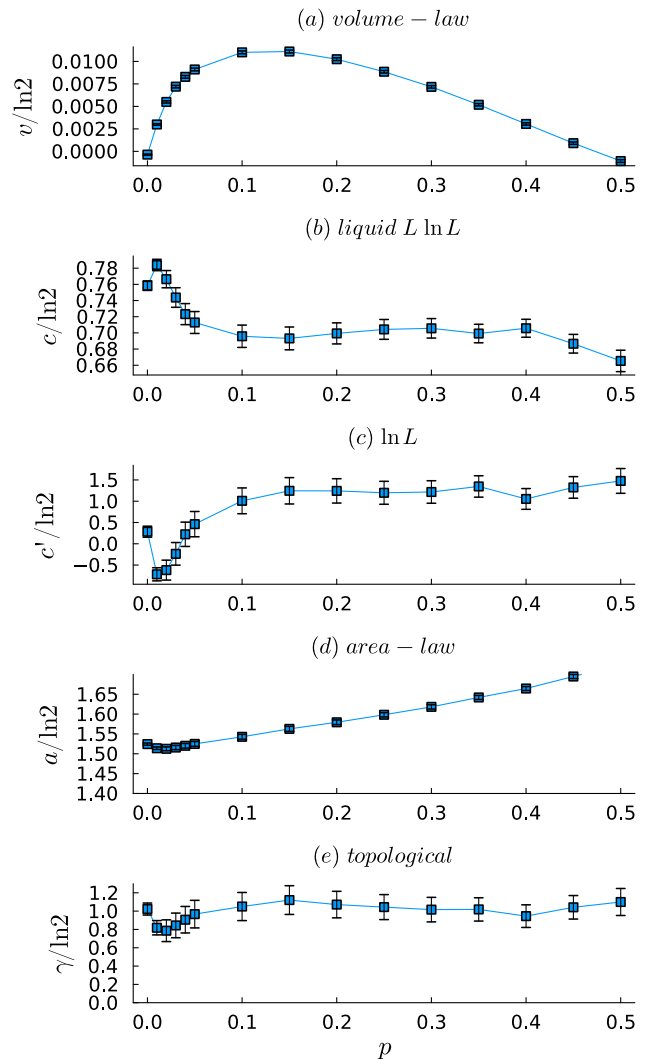 (a) volume − law
v/ln2
0.0100
0.0075
0.0050
0.0025
0.0000
0.0 0.1 0.2 0.3 0.4 0.5
(b) liquid L ln L
c/ln2
0.78
0.76
0.74
0.72
0.70
0.68
0.66
0.0 0.1 0.2 0.3 0.4 0.5
(c) ln L
c'/ln2
1.5
1.0
0.5
0.0
−0.5
0.0 0.1 0.2 0.3 0.4 0.5
(d) area − law
a/ln2
1.65
1.60
1.55
1.50
1.45
1.40
0.0 0.1 0.2 0.3 0.4 0.5
(e) topological
γ/ln2
1.2
1.0
0.8
0.6
0.4
0.2
0.0
0.0 0.1 0.2 0.3 0.4 0.5
p